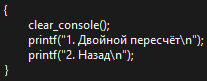 {
clear_console();
printf("1. Двойной пересчёт\n");
printf("2. Назад\n");
}